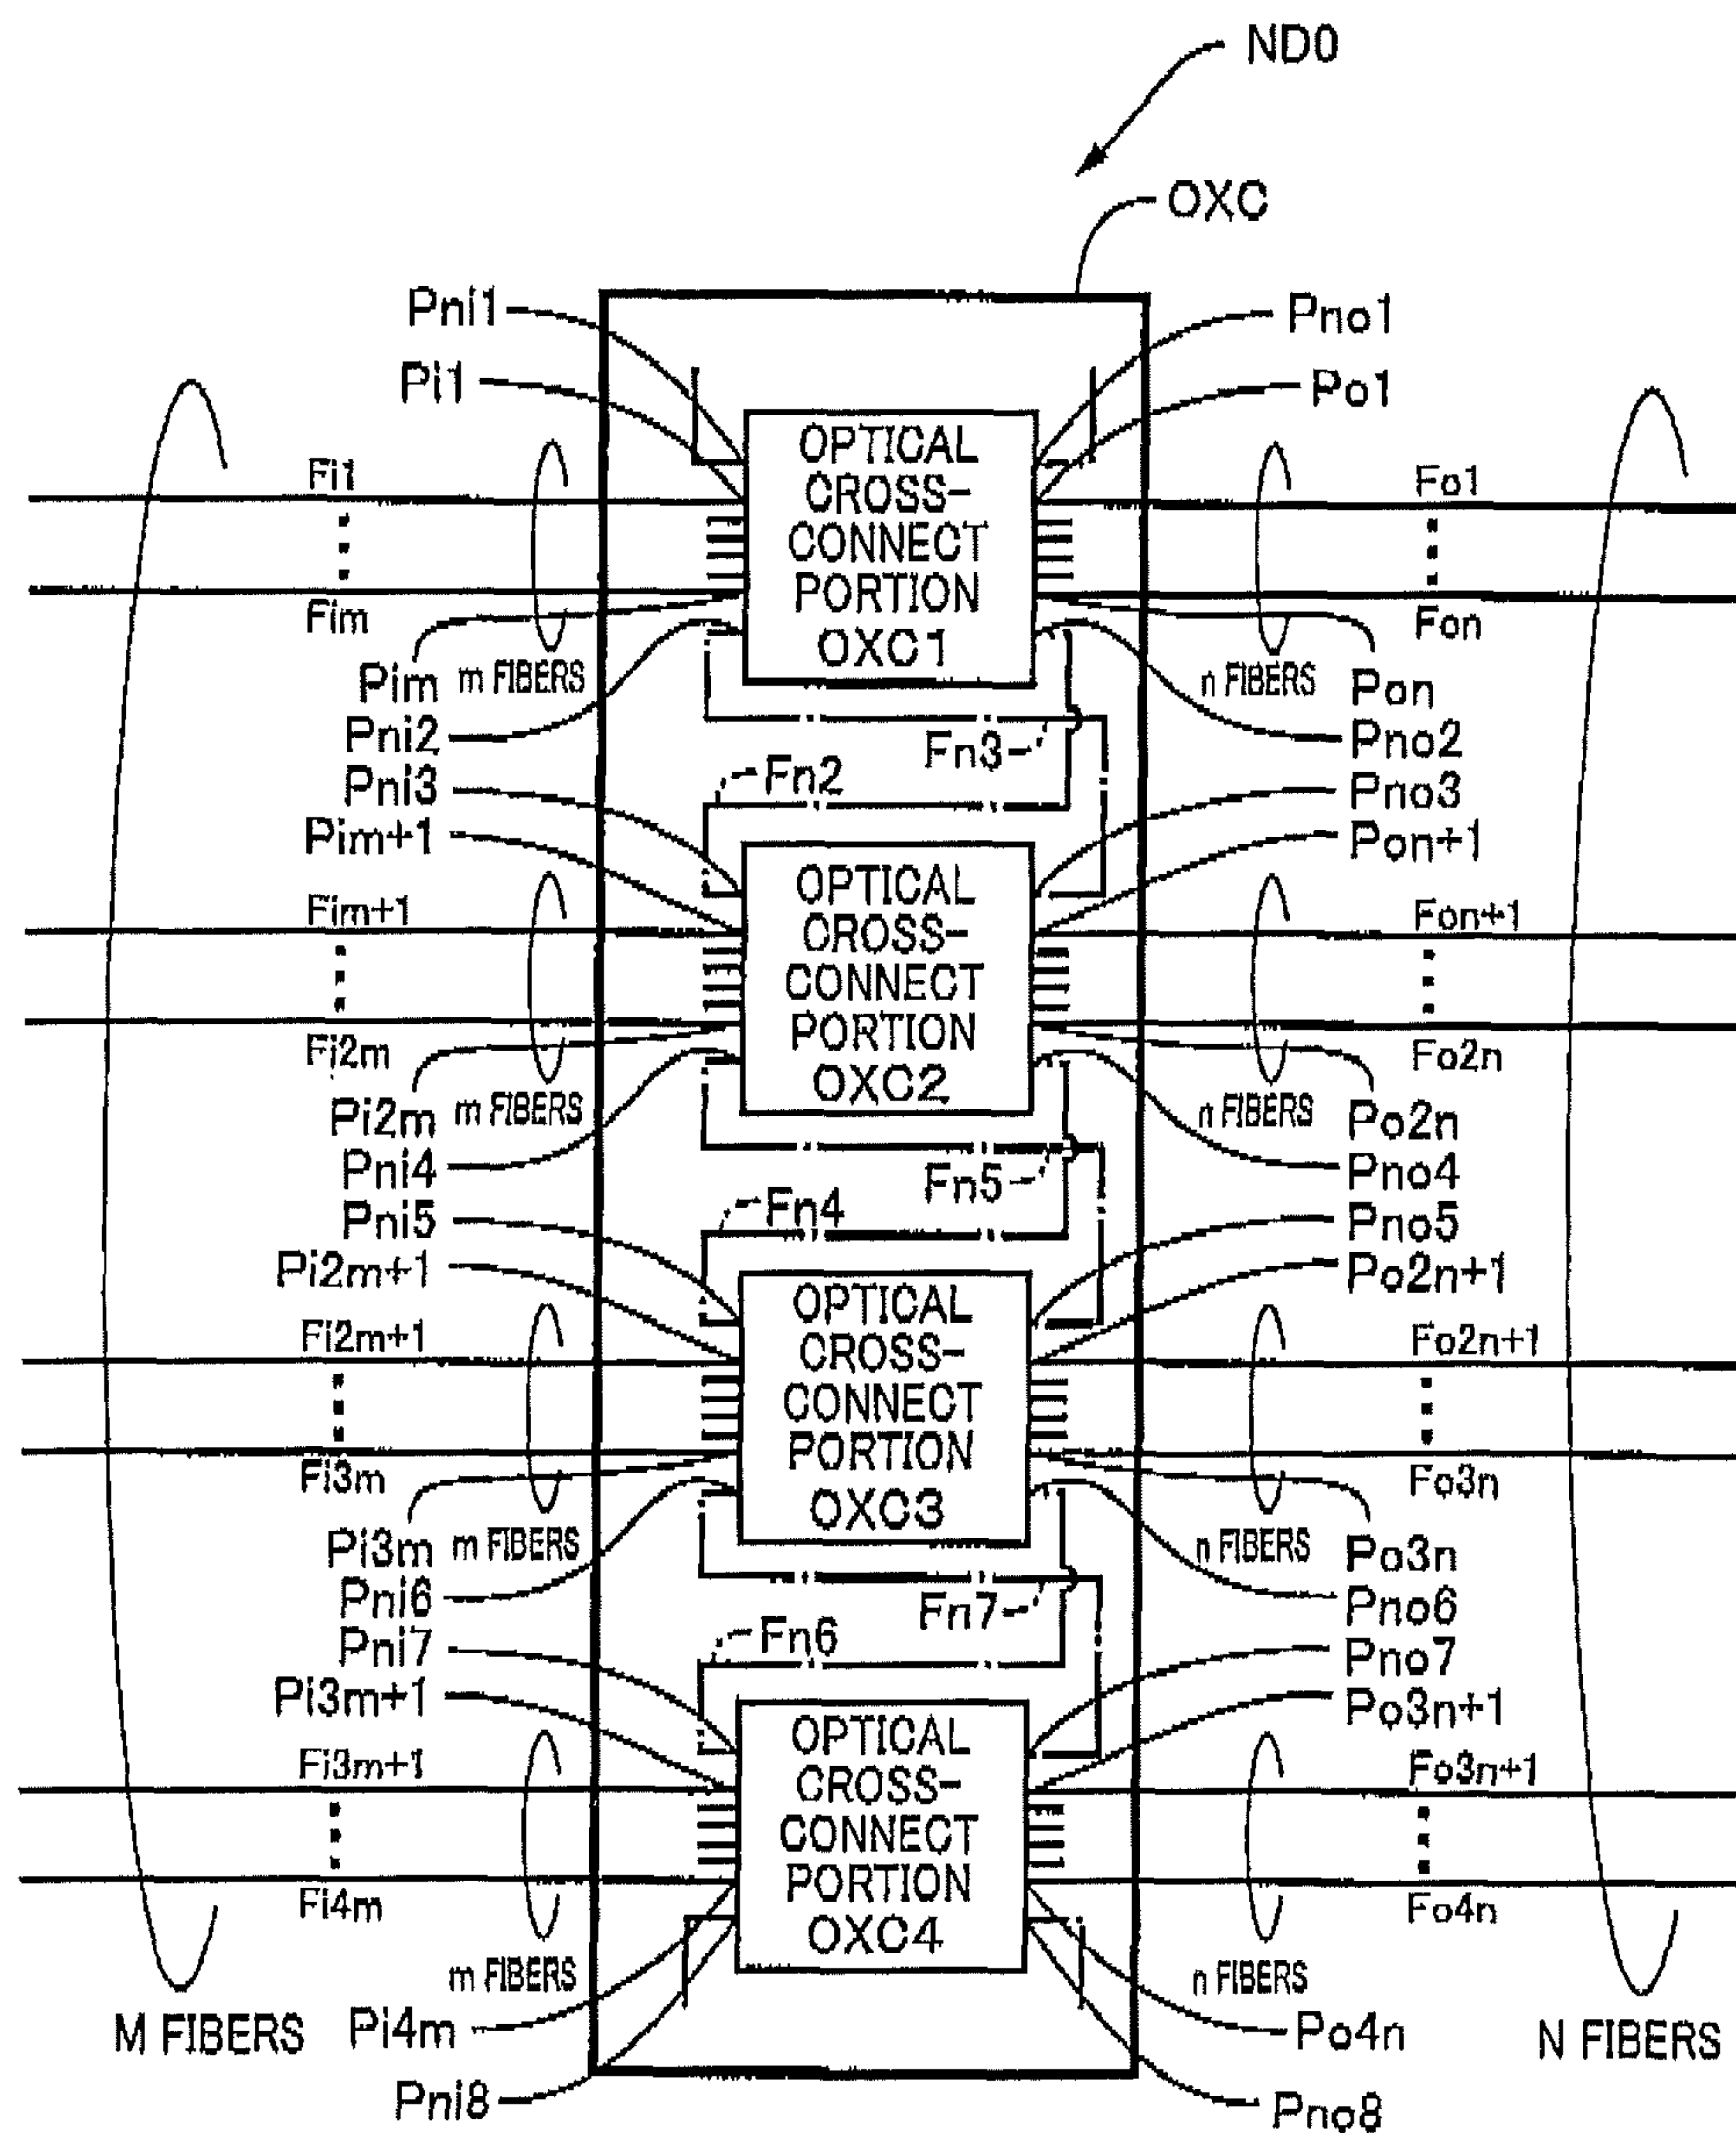 ND0
OXC
Pni1
Pno1
Pi1
Po1
OPTICAL
CROSS-
CONNECT
PORTION
OXC1
Fi1
Fo1
Fim
Fon
Pim
m FIBERS
n FIBERS
Pon
Pni2
Fn3
Pno2
Pni3
Fn2
Pno3
Pim+1
Pon+1
OPTICAL
CROSS-
CONNECT
PORTION
OXC2
Fim+1
Fon+1
Fi2m
Fo2n
Pi2m
m FIBERS
n FIBERS
Po2n
Pni4
Fn5
Pno4
Pni5
Fn4
Pno5
Pi2m+1
Po2n+1
OPTICAL
CROSS-
CONNECT
PORTION
OXC3
Fi2m+1
Fo2n+1
Fi3m
Fo3n
Pi3m
m FIBERS
n FIBERS
Po3n
Pni6
Fn7
Pno6
Pni7
Fn6
Pno7
Pi3m+1
Po3n+1
OPTICAL
CROSS-
CONNECT
PORTION
OXC4
Fi3m+1
Fo3n+1
Fi4m
Fo4n
m FIBERS
n FIBERS
M FIBERS
Pi4m
Po4n
N FIBERS
Pni8
Pno8